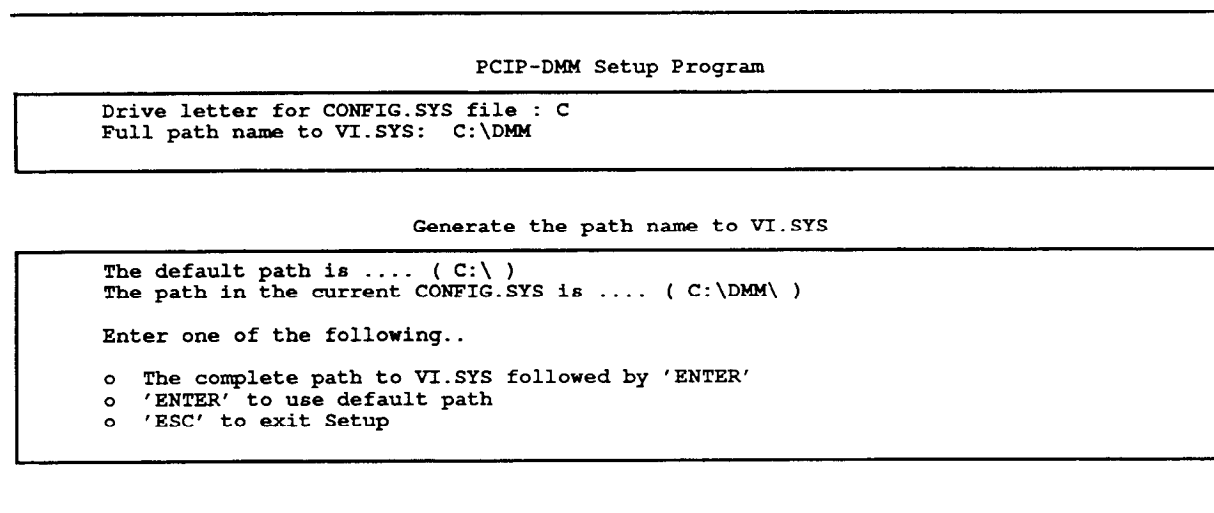 PCIP-DMM Setup Program
Drive letter for CONFIG.SYS file : C
Full path name to VI.SYS: C:\DMM
Generate the path name to VI.SYS
The default path is .... ( C:\ )
The path in the current CONFIG.SYS is .... ( C:\DMM\ )
Enter one of the following..
o The complete path to VI.SYS followed by 'ENTER'
o 'ENTER' to use default path
o 'ESC' to exit Setup